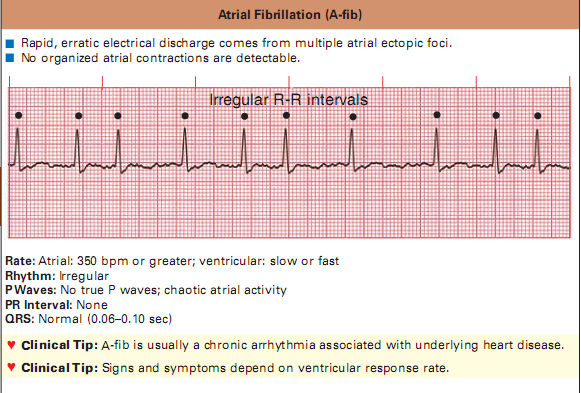 Atrial Fibrillation (A-fib)
Rapid, erratic electrical discharge comes from multiple atrial ectopic foci.
No organized atrial contractions are detectable.
Irregular R-R intervals
Rate: Atrial: 350 bpm or greater; ventricular: slow or fast
Rhythm: Irregular
P Waves: No true P waves; chaotic atrial activity
PR Interval: None
QRS: Normal (0.06–0.10 sec)
♥ Clinical Tip: A-fib is usually a chronic arrhythmia associated with underlying heart disease.
♥ Clinical Tip: Signs and symptoms depend on ventricular response rate.